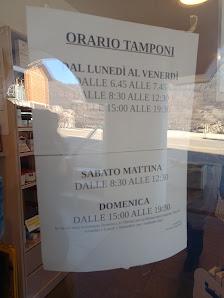 ORARIO TAMPONI
DAL LUNEDÌ AL VENERDÌ
DALLE 6.45 ALLE 7.45
DALLE 8:30 ALLE 12:30
DALLE 15:00 ALLE 19:30
SABATO MATTINA
DALLE 8:30 ALLE 12:30
DOMENICA
DALLE 15:00 ALLE 19:30